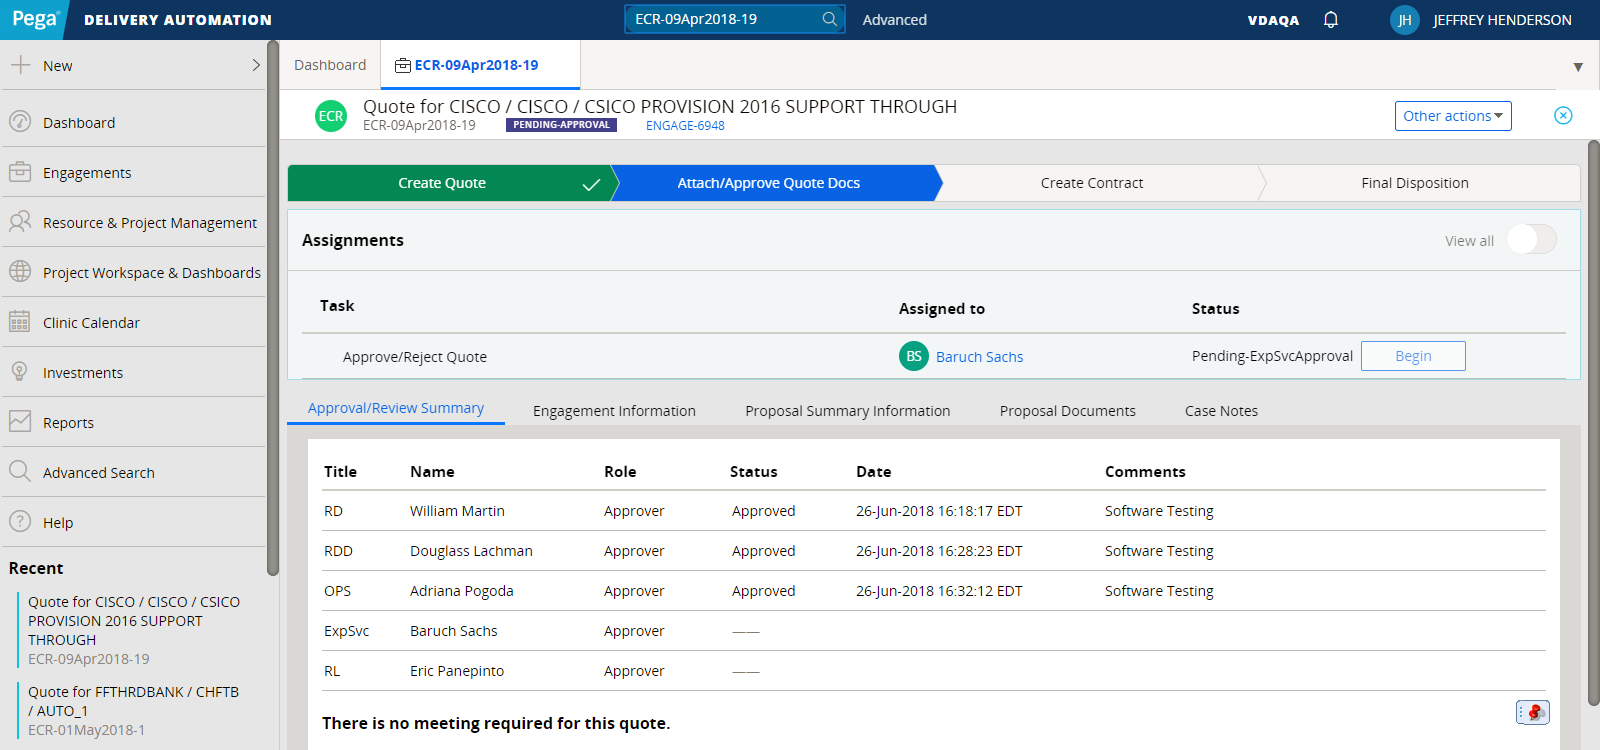 Pega DELIVERY AUTOMATION ECR-09Apr2018-19 Advanced VDAQA JH JEFFREY HENDERSON
New
Dashboard
Engagements
Resource & Project Management
Project Workspace & Dashboards
Clinic Calendar
Investments
Reports
Advanced Search
Help
Recent
Quote for CISCO / CISCO / CSICO
PROVISION 2016 SUPPORT
THROUGH
ECR-09Apr2018-19
Quote for FFTHRDBANK / CHFTB
/ AUTO_1
ECR-01May2018-1
Dashboard ECR-09Apr2018-19
ECR Quote for CISCO / CISCO / CSICO PROVISION 2016 SUPPORT THROUGH
ECR-09Apr2018-19 PENDING-APPROVAL ENGAGE-6948
Other actions
Create Quote Attach/Approve Quote Docs Create Contract Final Disposition
Assignments View all
Task Assigned to Status
Approve/Reject Quote BS Baruch Sachs Pending-ExpSvcApproval Begin
Approval/Review Summary Engagement Information Proposal Summary Information Proposal Documents Case Notes
Title Name Role Status Date Comments
RD William Martin Approver Approved 26-Jun-2018 16:18:17 EDT Software Testing
RDD Douglass Lachman Approver Approved 26-Jun-2018 16:28:23 EDT Software Testing
OPS Adriana Pogoda Approver Approved 26-Jun-2018 16:32:12 EDT Software Testing
ExpSvc Baruch Sachs Approver ——
RL Eric Panepinto Approver ——
There is no meeting required for this quote.